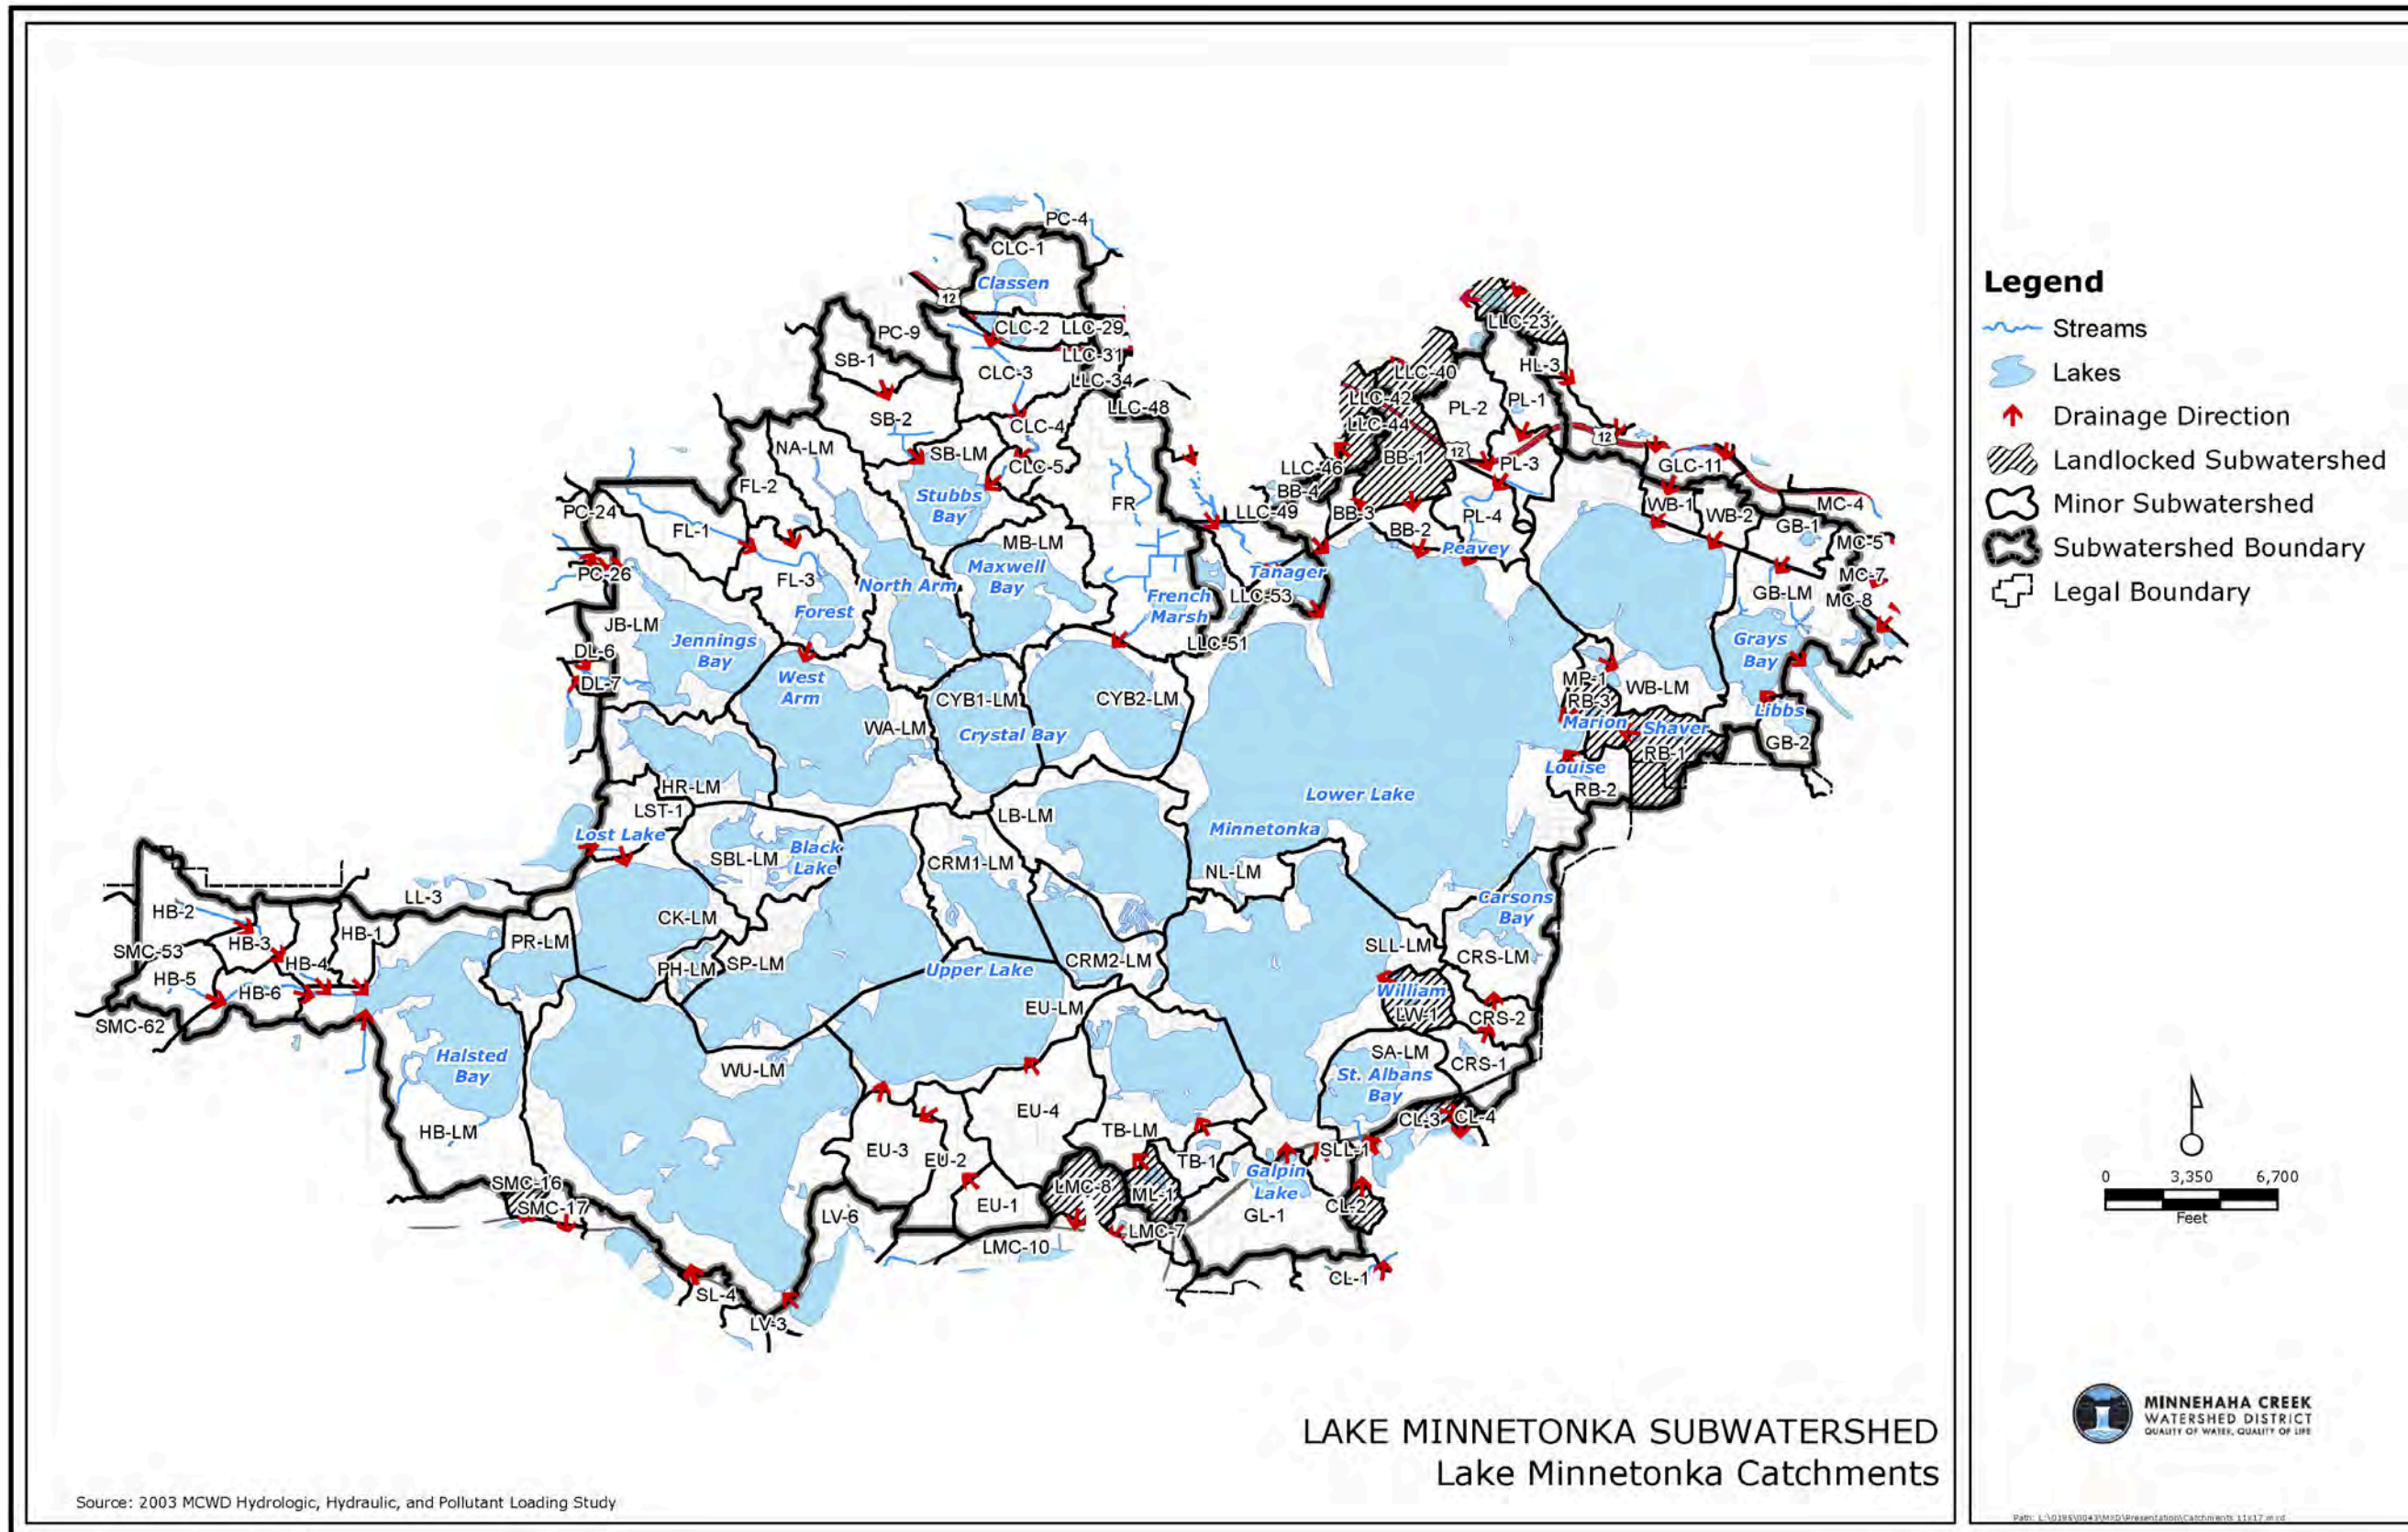 PC-4
CLC-1
Classen
12
CLC-2
LLC-29
PC-9
LLC-31
SB-1
CLC-3
LLC-34
LLC-23
HL-3
LLC-40
LLC-42
PL-2
PL-1
LLC-48
SB-2
CLC-4
LLC-44
12
12
NA-LM
SB-LM
CLC-5
LLC-46
BB-1
PL-3
GLC-11
FL-2
Stubbs
Bay
FR
BB-4
LLC-49
BB-3
BB-2
PL-4
WB-1
WB-2
MC-4
GB-1
PC-24
FL-1
MB-LM
Peavey
MC-5
PC-26
FL-3
North Arm
Maxwell
Bay
Tanager
MC-7
Forest
French
Marsh
LLC-53
GB-LM
MC-8
JB-LM
Jennings
Bay
LLC-51
Grays
Bay
DL-6
DL-7
West
Arm
CYB1-LM
CYB2-LM
MP-1
WB-LM
RB-3
Libbs
WA-LM
Crystal Bay
Marion
Shaver
RB-1
GB-2
Louise
RB-2
HR-LM
Lower Lake
LST-1
LB-LM
Lost Lake
Minnetonka
SBL-LM
Black
Lake
CRM1-LM
NL-LM
LL-3
Carsons
Bay
HB-2
CK-LM
HB-3
HB-1
PR-LM
SLL-LM
SMC-53
HB-4
PH-LM
SP-LM
Upper Lake
CRM2-LM
CRS-LM
HB-5
HB-6
William
LW-1
CRS-2
SMC-62
EU-LM
Halsted
Bay
WU-LM
SA-LM
CRS-1
St. Albans
Bay
HB-LM
EU-4
CL-3
CL-4
EU-3
EU-2
TB-LM
TB-1
SLL-1
Galpin
Lake
SMC-16
SMC-17
EU-1
LMC-8
ML-1
CL-2
LV-6
GL-1
LMC-7
LMC-10
CL-1
SL-4
LV-3
LAKE MINNETONKA SUBWATERSHED
Lake Minnetonka Catchments
Source: 2003 MCWD Hydrologic, Hydraulic, and Pollutant Loading Study
Legend
Streams
Lakes
Drainage Direction
Landlocked Subwatershed
Minor Subwatershed
Subwatershed Boundary
Legal Boundary
0 3,350 6,700
Feet
MINNEHAHA CREEK
WATERSHED DISTRICT
QUALITY OF WATER, QUALITY OF LIFE
Path: L:\0185\0043\MXD\Presentation\Catchments 11x17.mxd